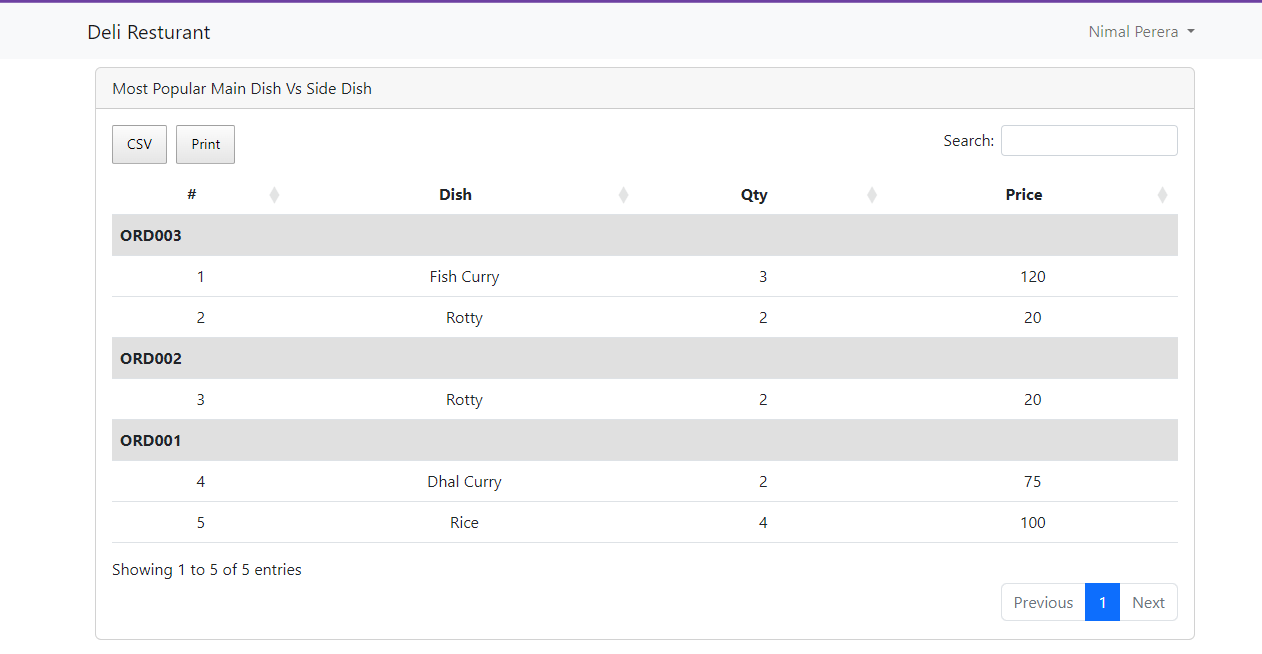 Deli Resturant Nimal Perera
Most Popular Main Dish Vs Side Dish
CSV Print Search:
# Dish Qty Price
ORD003
1 Fish Curry 3 120
2 Rotty 2 20
ORD002
3 Rotty 2 20
ORD001
4 Dhal Curry 2 75
5 Rice 4 100
Showing 1 to 5 of 5 entries
Previous 1 Next